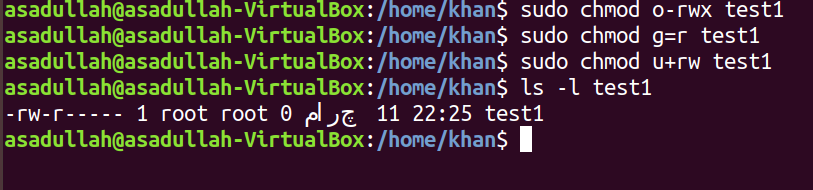 asadullah@asadullah-VirtualBox:/home/khan$ sudo chmod o-rwx test1
asadullah@asadullah-VirtualBox:/home/khan$ sudo chmod g=r test1
asadullah@asadullah-VirtualBox:/home/khan$ sudo chmod u+rw test1
asadullah@asadullah-VirtualBox:/home/khan$ ls -l test1
-rw-r----- 1 root root 0 مارچ  11 22:25 test1
asadullah@asadullah-VirtualBox:/home/khan$